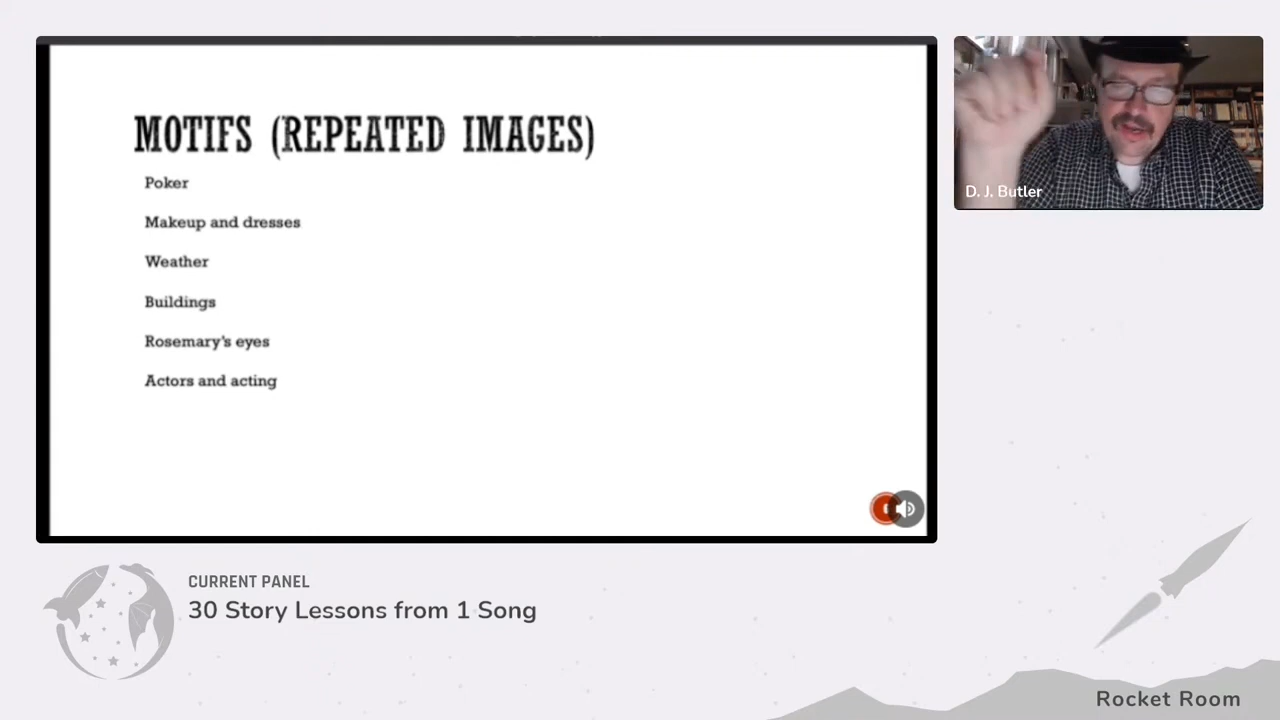 MOTIFS (REPEATED IMAGES)
Poker
Makeup and dresses
Weather
Buildings
Rosemary's eyes
Actors and acting
D. J. Butler
CURRENT PANEL
30 Story Lessons from 1 Song
Rocket Room